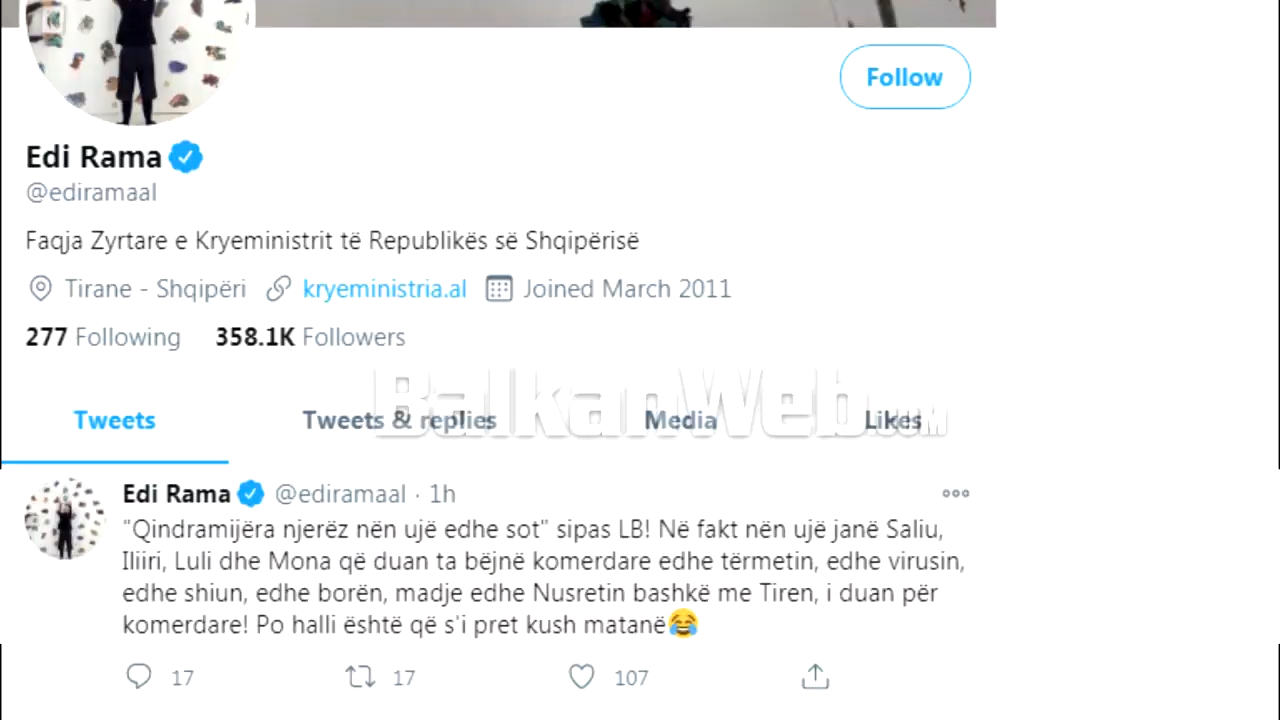 Follow
Edi Rama
@ediramaal
Faqja Zyrtare e Kryeministrit të Republikës së Shqipërisë
Tirane - Shqipëri kryeministria.al Joined March 2011
277 Following 358.1K Followers
BalkanWeb.COM
Tweets Tweets & replies Media Likes
Edi Rama @ediramaal · 1h
"Qindramijëra njerëz nën ujë edhe sot" sipas LB! Në fakt nën ujë janë Saliu,
Iliiri, Luli dhe Mona që duan ta bëjnë komerdare edhe tërmetin, edhe virusin,
edhe shiun, edhe borën, madje edhe Nusretin bashkë me Tiren, i duan për
komerdare! Po halli është që s'i pret kush matanë😂
17 17 107